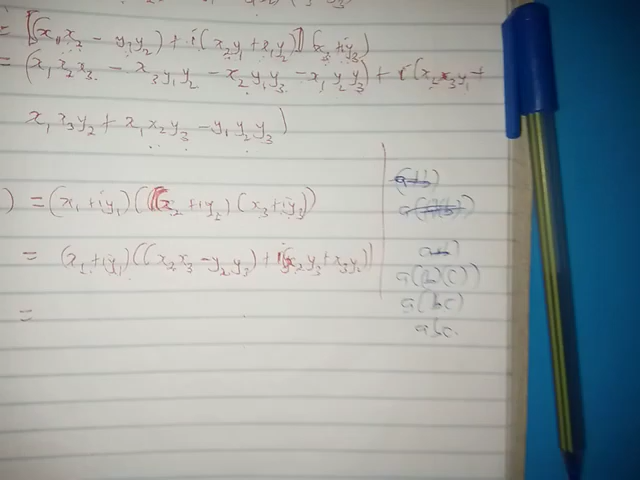 = [(x₁x₂ - y₁y₂) + i(x₂y₁ + x₁y₂)] (x₃ + iy₃)
= (x₁x₂x₃ - x₃y₁y₂ - x₂y₁y₃ - x₁y₂y₃) + i(x₂x₃y₁ +
x₁x₃y₂ + x₁x₂y₃ - y₁y₂y₃)
) = (x₁ + iy₁)((x₂ + iy₂)(x₃ + iy₃))
= (x₁ + iy₁)((x₂x₃ - y₂y₃) + i(x₂y₃ + x₃y₂)
=
a(b)(c))
a(bc)
abc